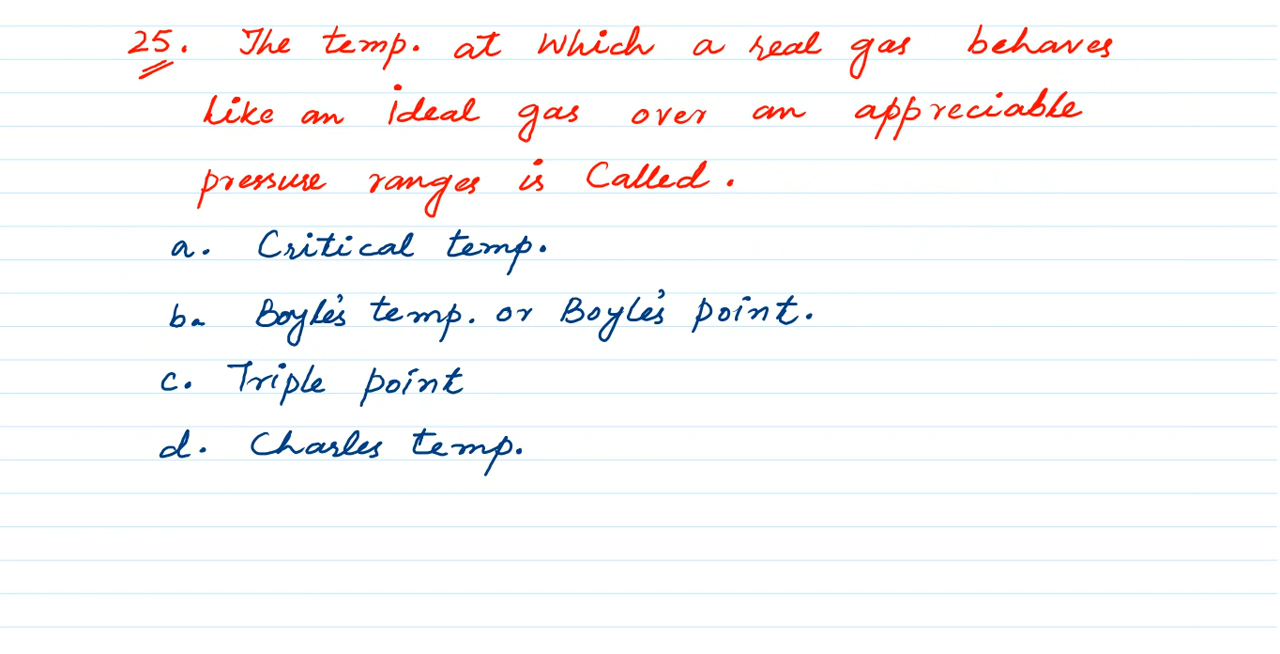 25. The temp. at which a real gas behaves
like an ideal gas over an appreciable
pressure ranges is Called.
a. Critical temp.
b. Boyle's temp. or Boyle's point.
c. Triple point
d. Charles temp.